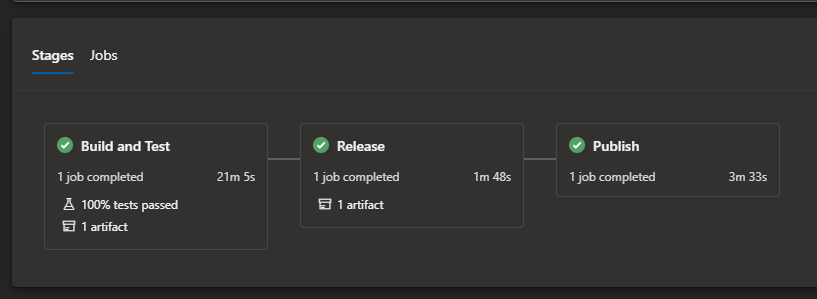 Stages Jobs
Build and Test
1 job completed 21m 5s
100% tests passed
1 artifact
Release
1 job completed 1m 48s
1 artifact
Publish
1 job completed 3m 33s